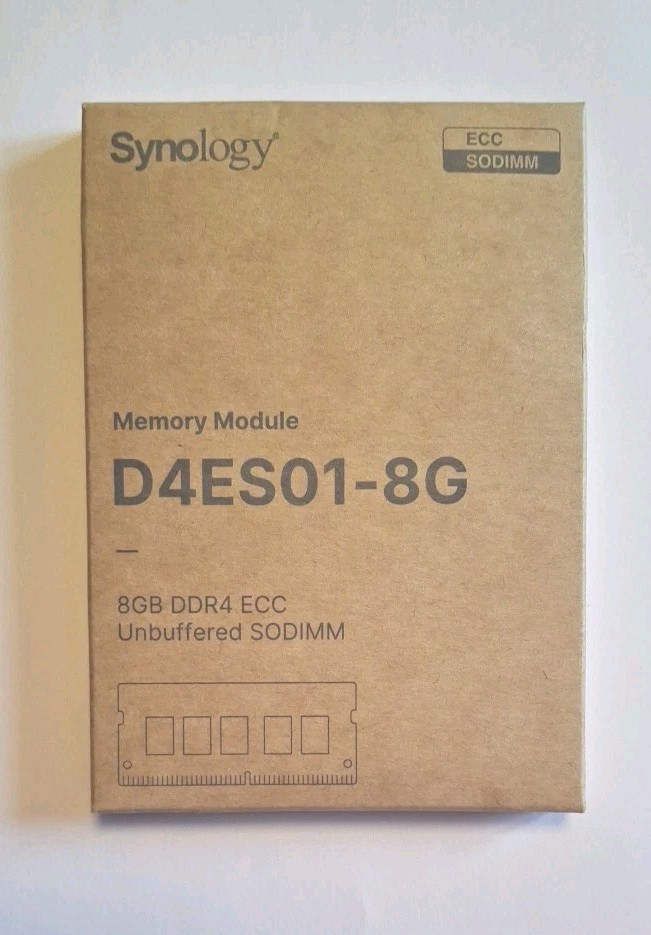 Synology®
ECC
SODIMM
Memory Module
D4ES01-8G
8GB DDR4 ECC
Unbuffered SODIMM